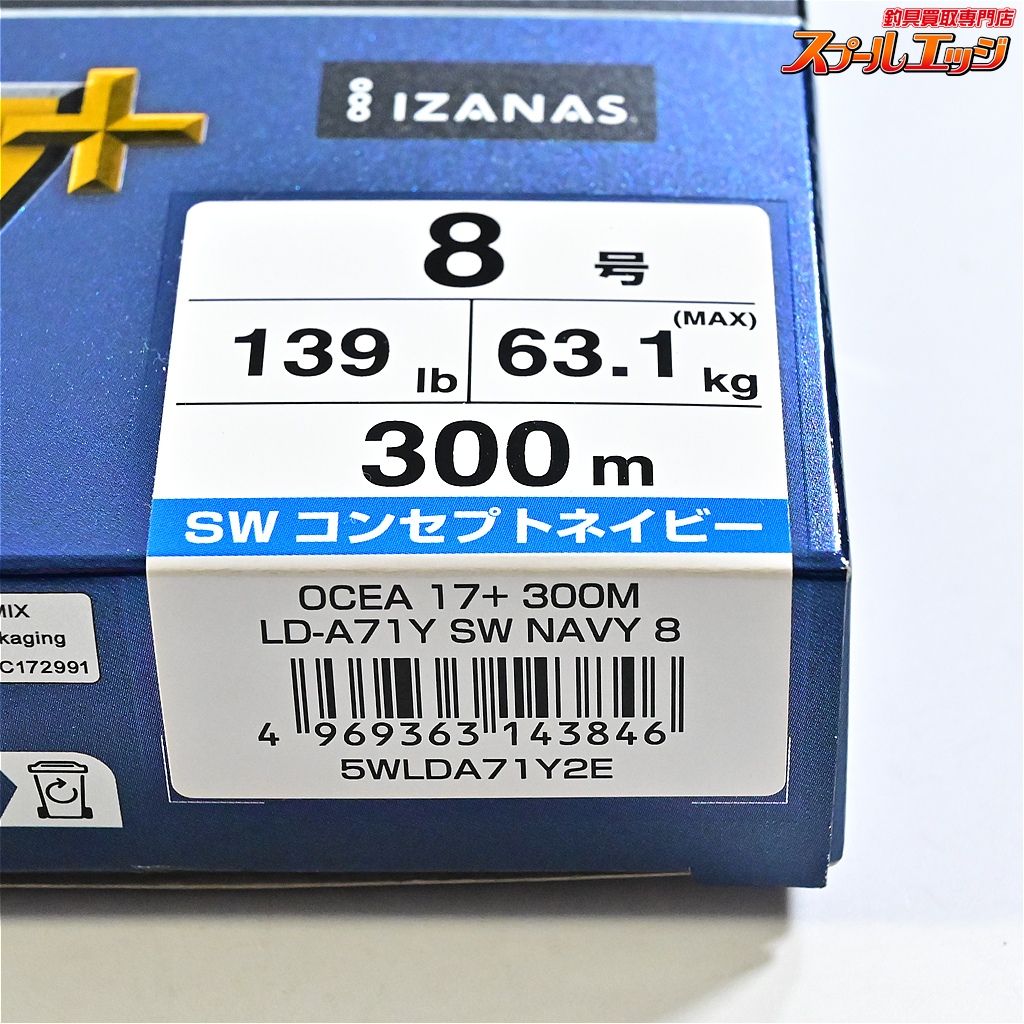 釣具買取専門店
スプールエッジ
IZANAS
8 号
139 lb
(MAX)
63.1 kg
300 m
SW コンセプトネイビー
OCEA 17+ 300M
LD-A71Y SW NAVY 8
4 969363 143846
5WLDA71Y2E
MIX
kaging
C172991